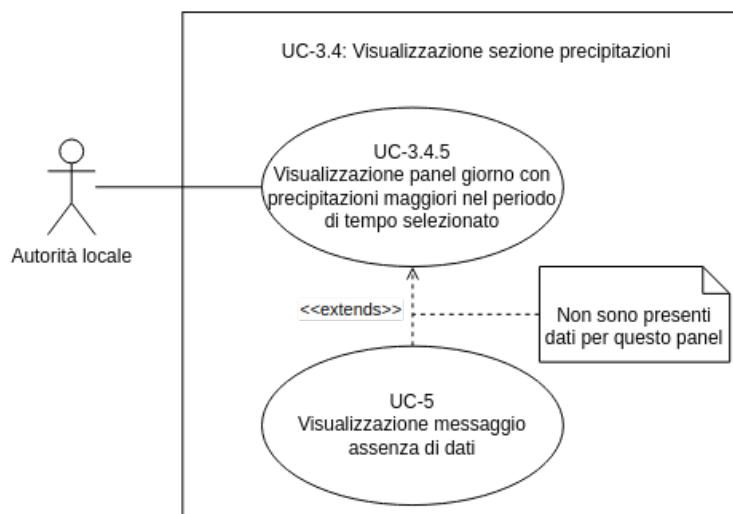 UC-3.4: Visualizzazione sezione precipitazioni
UC-3.4.5
Visualizzazione panel giorno con
precipitazioni maggiori nel periodo
di tempo selezionato
Autorità locale
<<extends>>
Non sono presenti
dati per questo panel
UC-5
Visualizzazione messaggio
assenza di dati